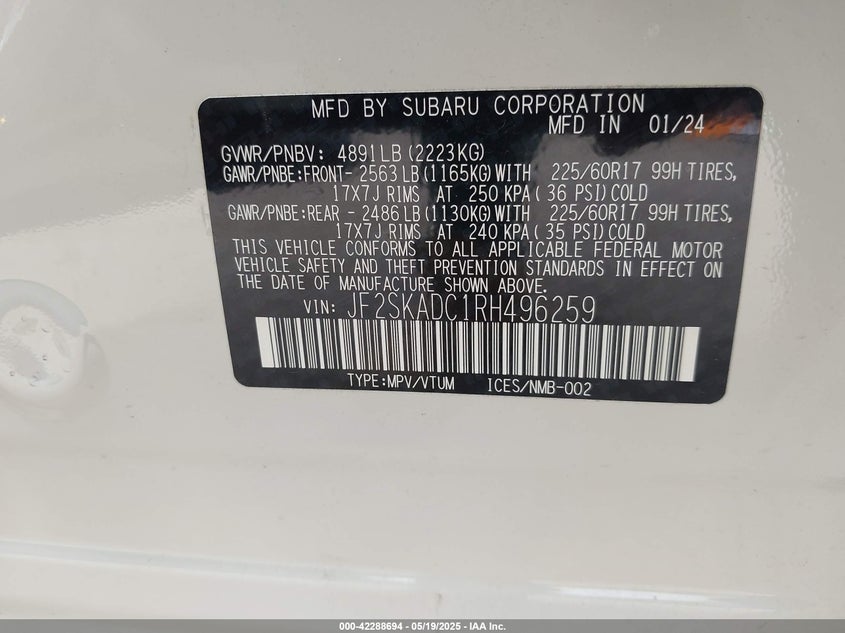 MFD BY SUBARU CORPORATION
MFD IN 01/24
GVWR/PNBV: 4891LB(2223KG)
GAWR/PNBE:FRONT- 2563LB(1165KG)WITH 225/60R17 99H TIRES,
17X7J RIMS AT 250 KPA( 36 PSI)COLD
GAWR/PNBE:REAR - 2486LB(1130KG)WITH 225/60R17 99H TIRES,
17X7J RIMS AT 240 KPA( 35 PSI)COLD
THIS VEHICLE CONFORMS TO ALL APPLICABLE FEDERAL MOTOR
VEHICLE SAFETY AND THEFT PREVENTION STANDARDS IN EFFECT ON
THE DATE OF MANUFACTURE SHOWN ABOVE.
VIN: JF2SKADC1RH496259
TYPE:MPV/VTUM ICES/NMB-002
000-42288694 - 05/19/2025 - IAA Inc.